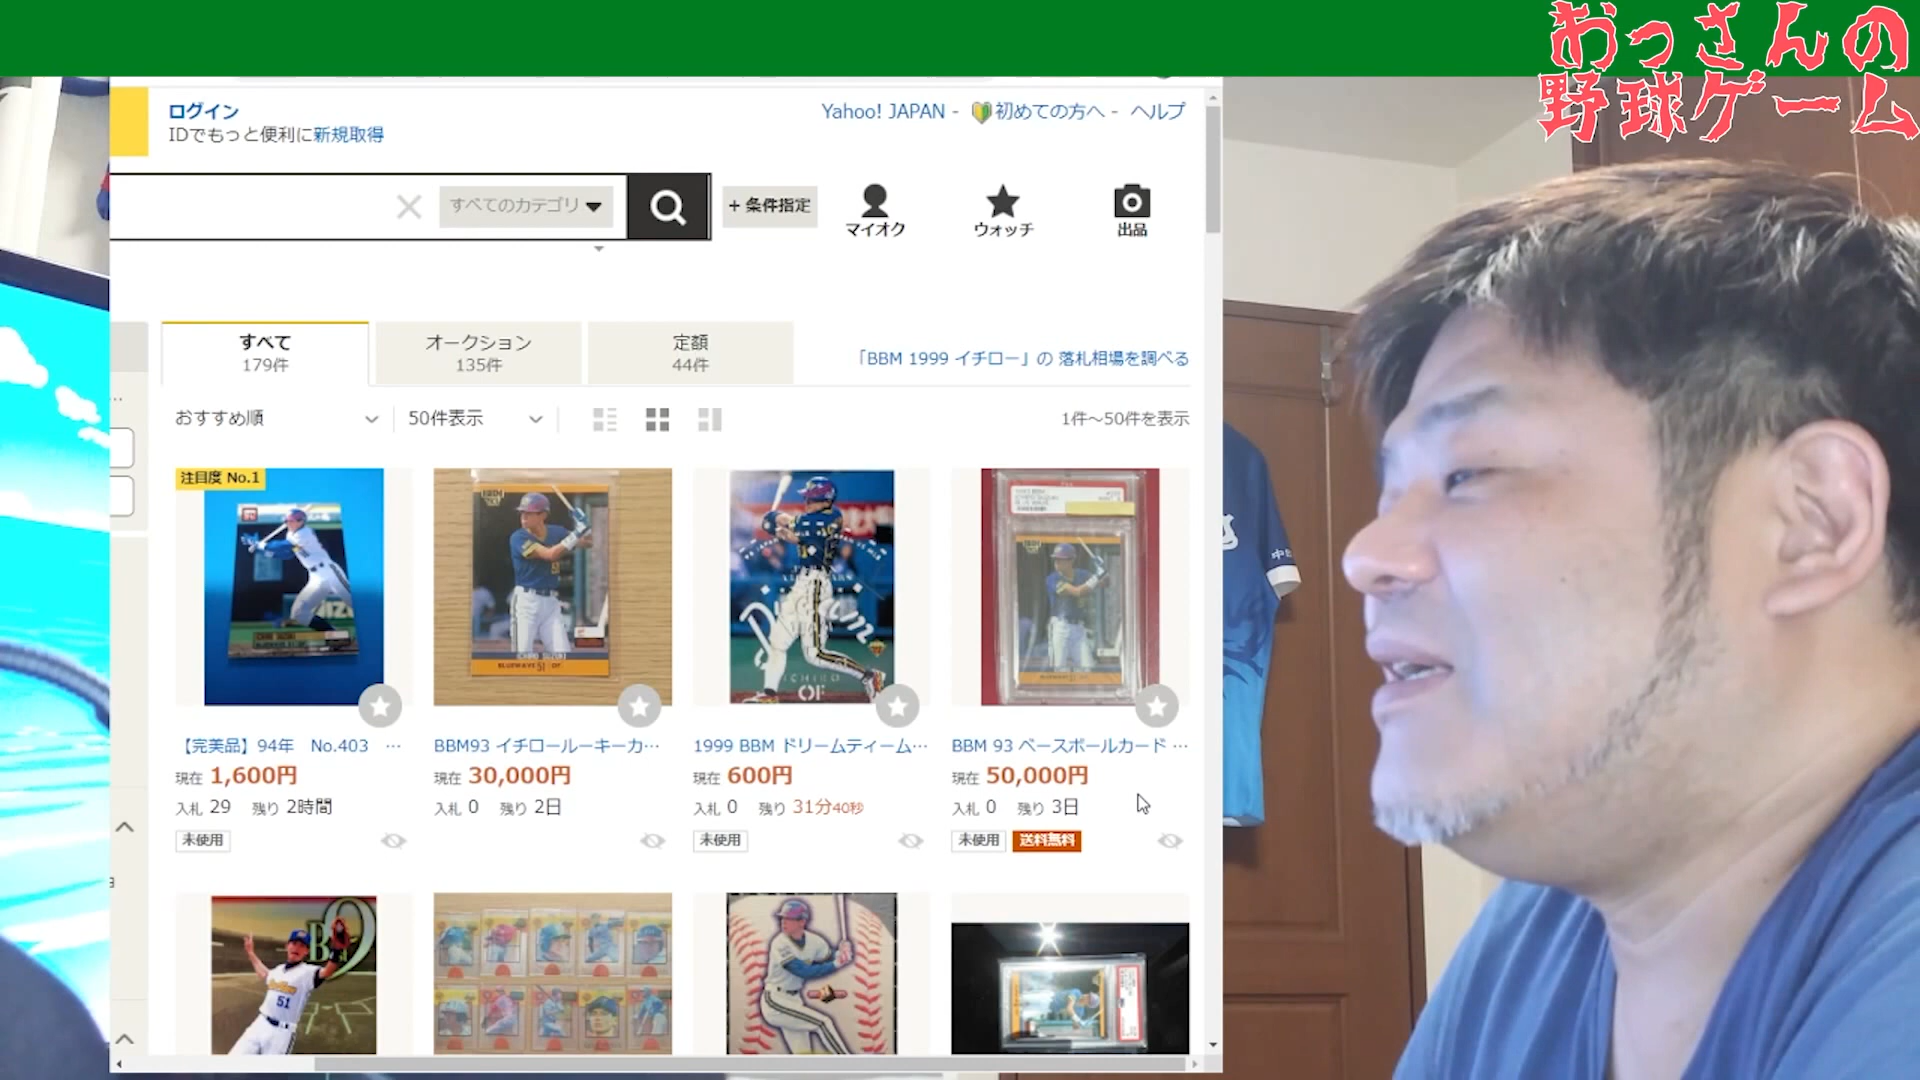 おっさんの
野球ゲーム
ログイン
IDでもっと便利に新規取得
Yahoo! JAPAN - 初めての方へ - ヘルプ
すべてのカテゴリ
+条件指定
マイオク
ウォッチ
出品
すべて
179件
オークション
135件
定額
44件
「BBM 1999 イチロー」の 落札相場を調べる
おすすめ順
50件表示
1件〜50件を表示
注目度 No.1
【完美品】94年 No.403 …
現在 1,600円
入札 29 残り 2時間
未使用
BBM93 イチロールーキーカ…
現在 30,000円
入札 0 残り 2日
1999 BBM ドリームティーム…
現在 600円
入札 0 残り 31分40秒
未使用
BBM 93 ベースボールカード …
現在 50,000円
入札 0 残り 3日
未使用 送料無料
BLUEWAVE 51 OF
ICHIRO
OF
51